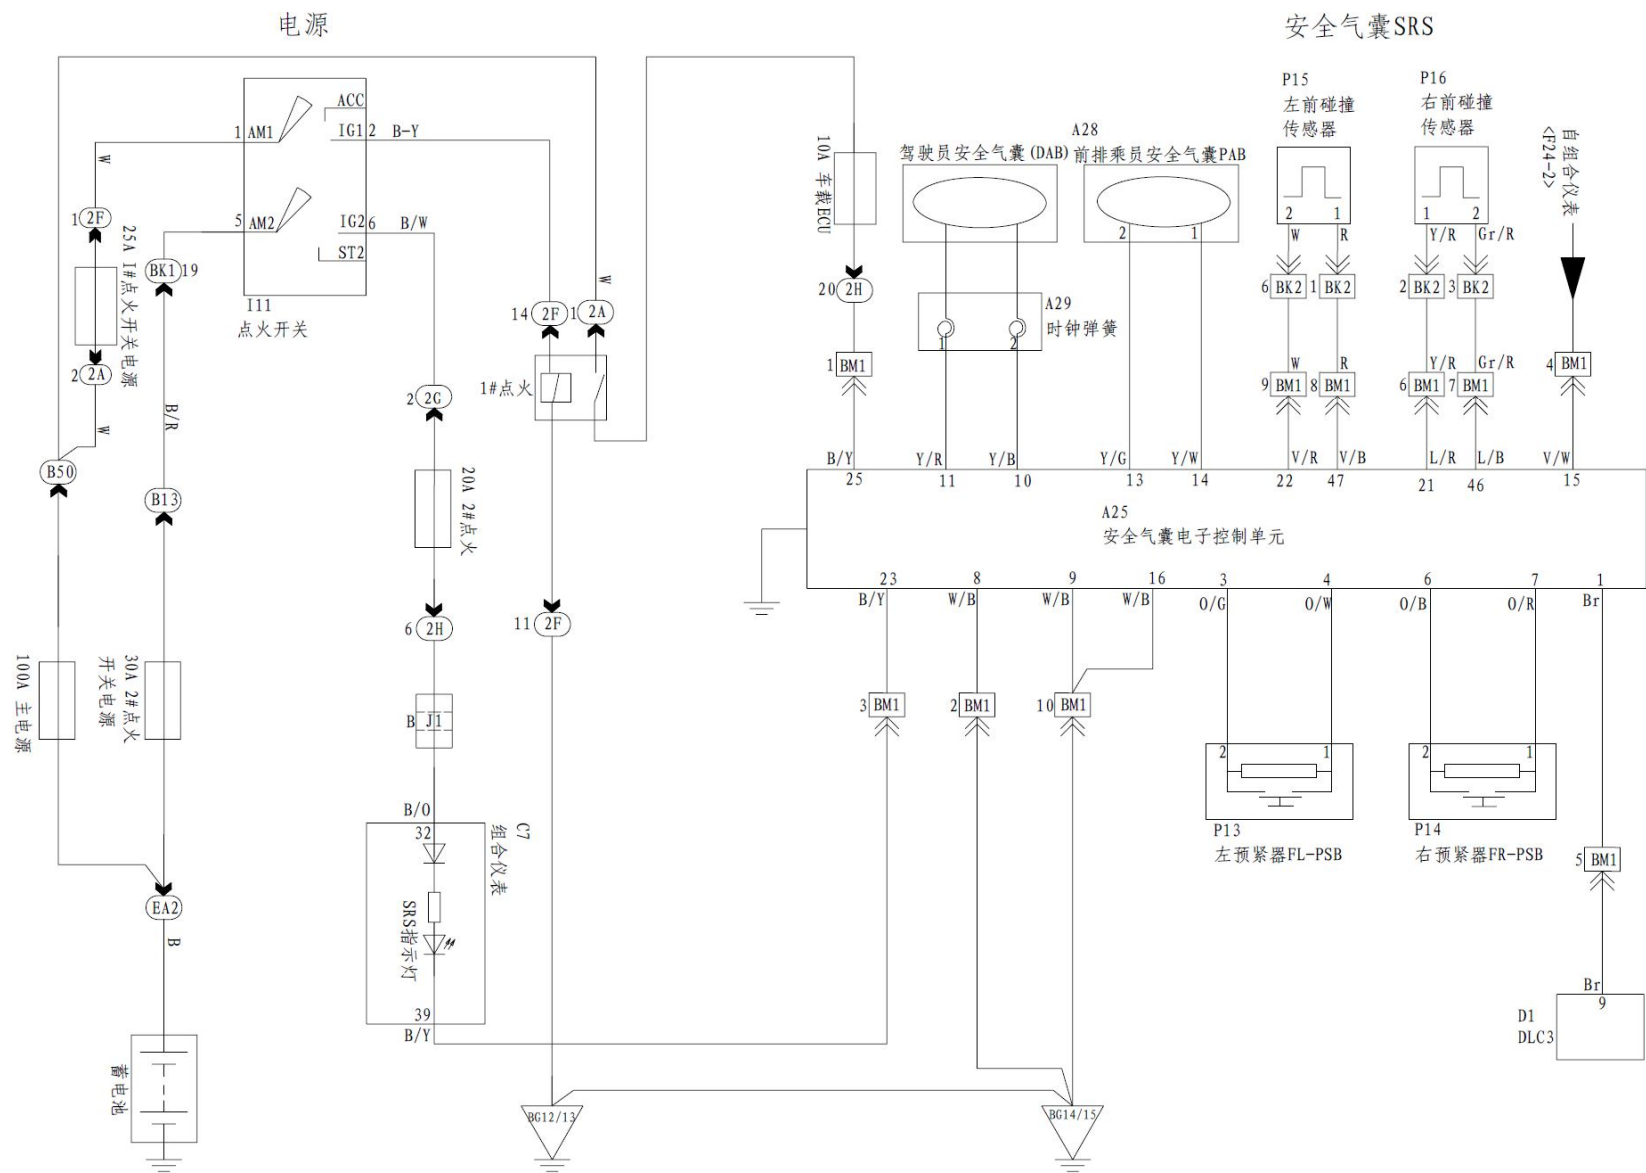 电源
安全气囊SRS
ACC
1
AM1
IG1
2
B-Y
W
1
2F
25A I#点火开关电源
5
AM2
IG2
6
B/W
ST2
BK1
19
I11
点火开关
2
2A
W
B/R
B50
B13
100A 主电源
30A 2#点火
开关电源
EA2
B
蓄电池
14
2F
1
2A
W
1#点火
2
2G
20A 2#点火
6
2H
11
2F
B
J1
B/O
32
C7
组合仪表
SRS指示灯
39
B/Y
BG12/13
BG14/15
10A 车载ECU
20
2H
1
BM1
B/Y
25
驾驶员安全气囊(DAB)
A28
前排乘员安全气囊PAB
2
1
A29
时钟弹簧
1
2
Y/R
Y/B
Y/G
Y/W
11
10
13
14
P15
左前碰撞
传感器
2
1
W
R
6
BK2
1
BK2
W
R
9
BM1
8
BM1
V/R
V/B
22
47
P16
右前碰撞
传感器
1
2
Y/R
Gr/R
2
BK2
3
BK2
Y/R
Gr/R
6
BM1
7
BM1
L/R
L/B
21
46
自组合仪表
<F24-2>
4
BM1
V/W
15
A25
安全气囊电子控制单元
23
8
9
16
3
4
6
7
1
B/Y
W/B
W/B
W/B
O/G
O/W
O/B
O/R
Br
3
BM1
2
BM1
10
BM1
2
1
P13
左预紧器FL-PSB
2
1
P14
右预紧器FR-PSB
5
BM1
Br
9
D1
DLC3